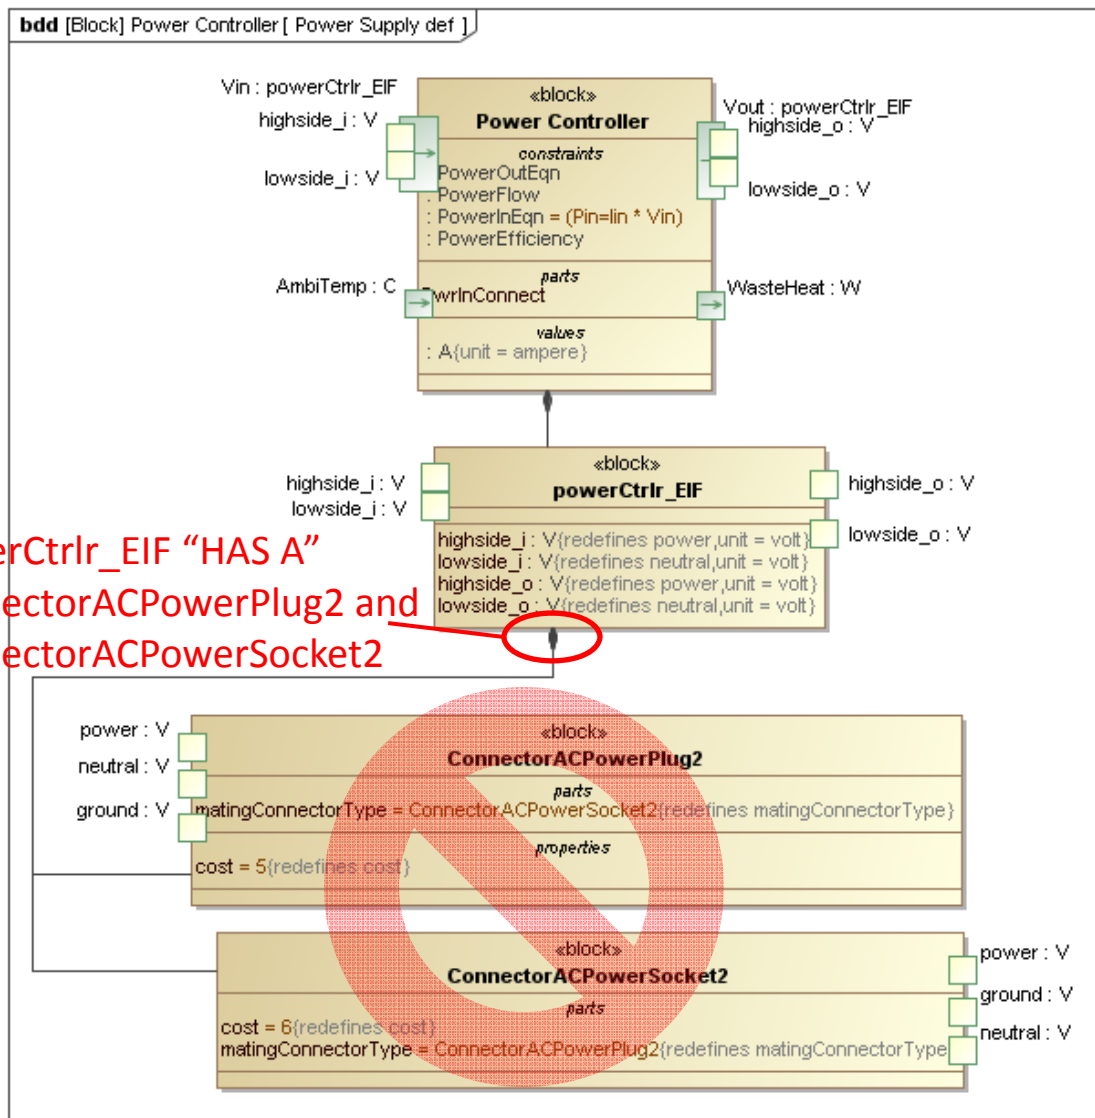 bdd [Block] Power Controller [ Power Supply def ]
Vin : powerCtrlr_EIF
highside_i : V
lowside_i : V
AmbiTemp : C
«block»
Power Controller
constraints
PowerOutEqn
: PowerFlow
: PowerInEqn = (Pin=Iin * Vin)
: PowerEfficiency
parts
PwrInConnect
values
: A{unit = ampere}
Vout : powerCtrlr_EIF
highside_o : V
lowside_o : V
WasteHeat : W
highside_i : V
lowside_i : V
«block»
powerCtrlr_EIF
highside_i : V{redefines power,unit = volt}
lowside_i : V{redefines neutral,unit = volt}
highside_o : V{redefines power,unit = volt}
lowside_o : V{redefines neutral,unit = volt}
highside_o : V
lowside_o : V
erCtrlr_EIF “HAS A”
ectorACPowerPlug2 and
ectorACPowerSocket2
power : V
neutral : V
ground : V
«block»
ConnectorACPowerPlug2
parts
matingConnectorType = ConnectorACPowerSocket2{redefines matingConnectorType}
properties
cost = 5{redefines cost}
«block»
ConnectorACPowerSocket2
parts
cost = 6{redefines cost}
matingConnectorType = ConnectorACPowerPlug2{redefines matingConnectorType
power : V
ground : V
neutral : V